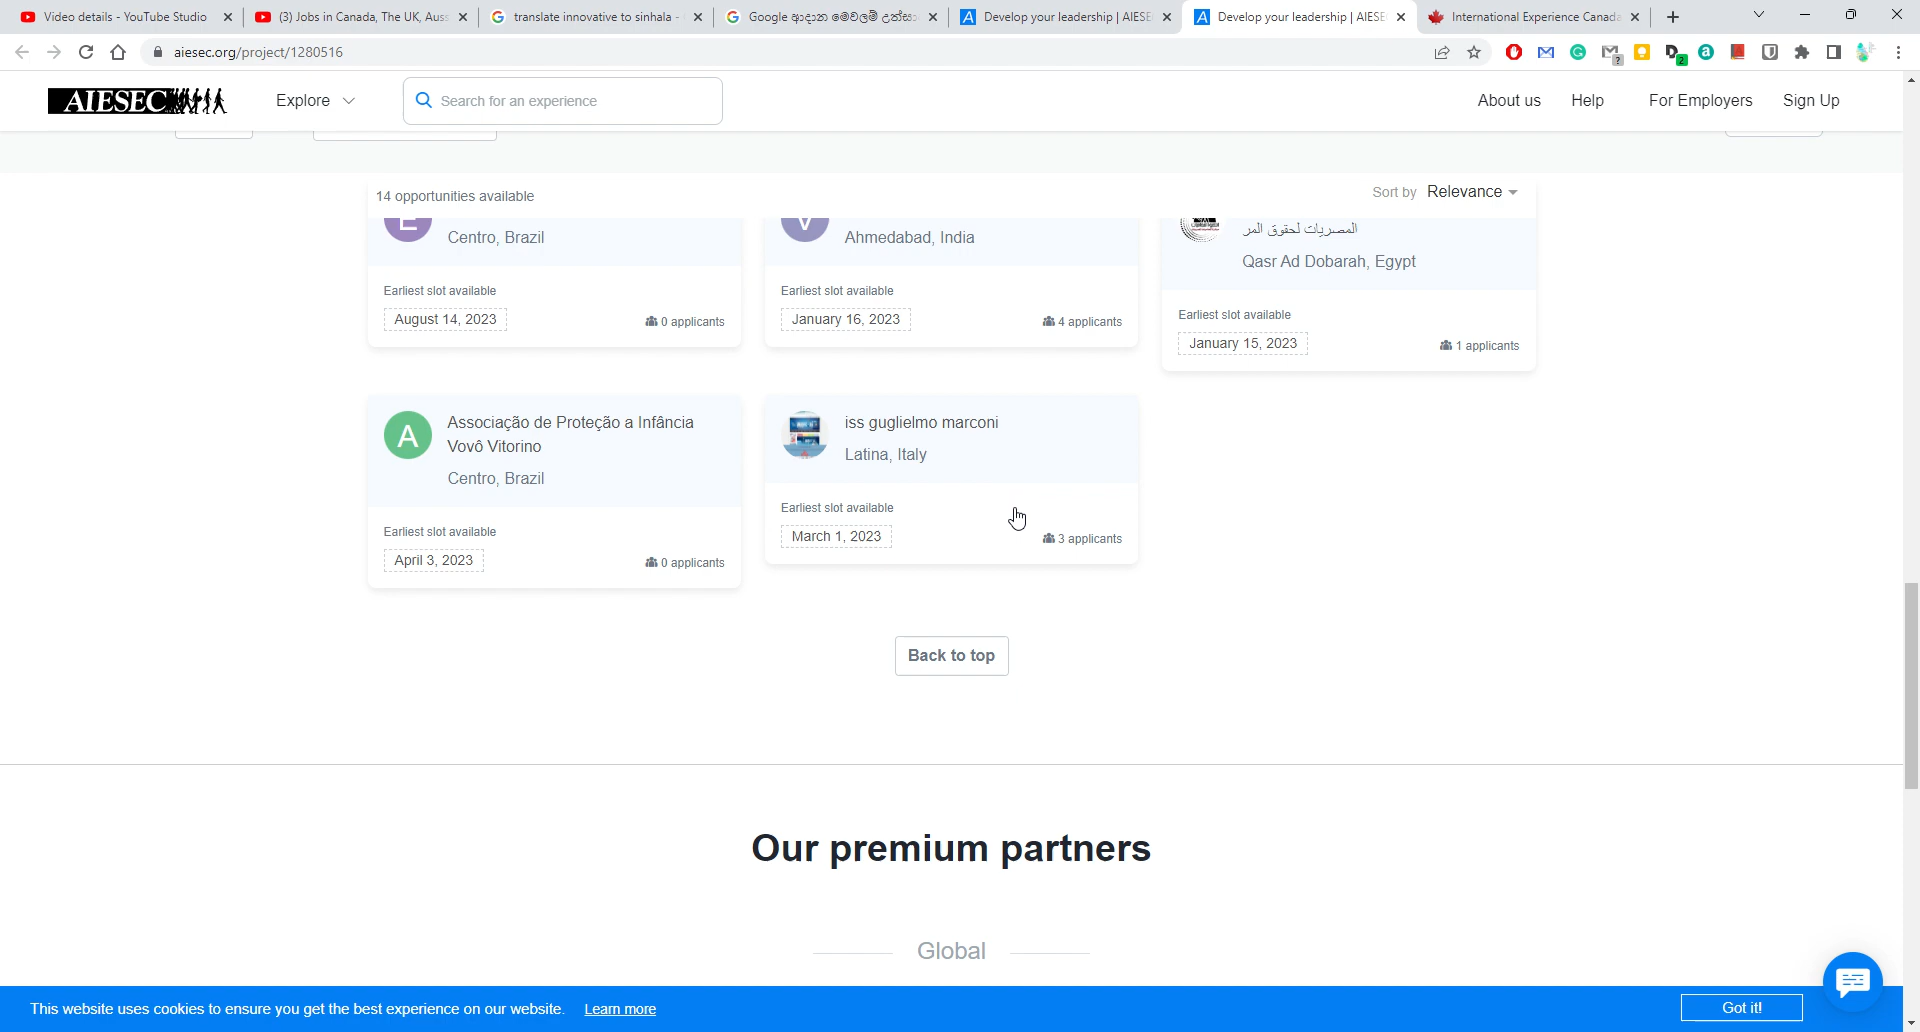 Video details - YouTube Studio
(3) Jobs in Canada, The UK, Aus
translate innovative to sinhala -
Google ආදාන මෙවලම් උත්සා
Develop your leadership | AIESE
Develop your leadership | AIESE
International Experience Canada
aiesec.org/project/1280516
AIESEC
Explore
Search for an experience
About us
Help
For Employers
Sign Up
14 opportunities available
Sort by Relevance
E
Centro, Brazil
Earliest slot available
August 14, 2023
0 applicants
V
Ahmedabad, India
Earliest slot available
January 16, 2023
4 applicants
المصريات لحقوق المر
Qasr Ad Dobarah, Egypt
Earliest slot available
January 15, 2023
1 applicants
A
Associação de Proteção a Infância
Vovô Vitorino
Centro, Brazil
Earliest slot available
April 3, 2023
0 applicants
iss guglielmo marconi
Latina, Italy
Earliest slot available
March 1, 2023
3 applicants
Back to top
Our premium partners
Global
This website uses cookies to ensure you get the best experience on our website. Learn more
Got it!